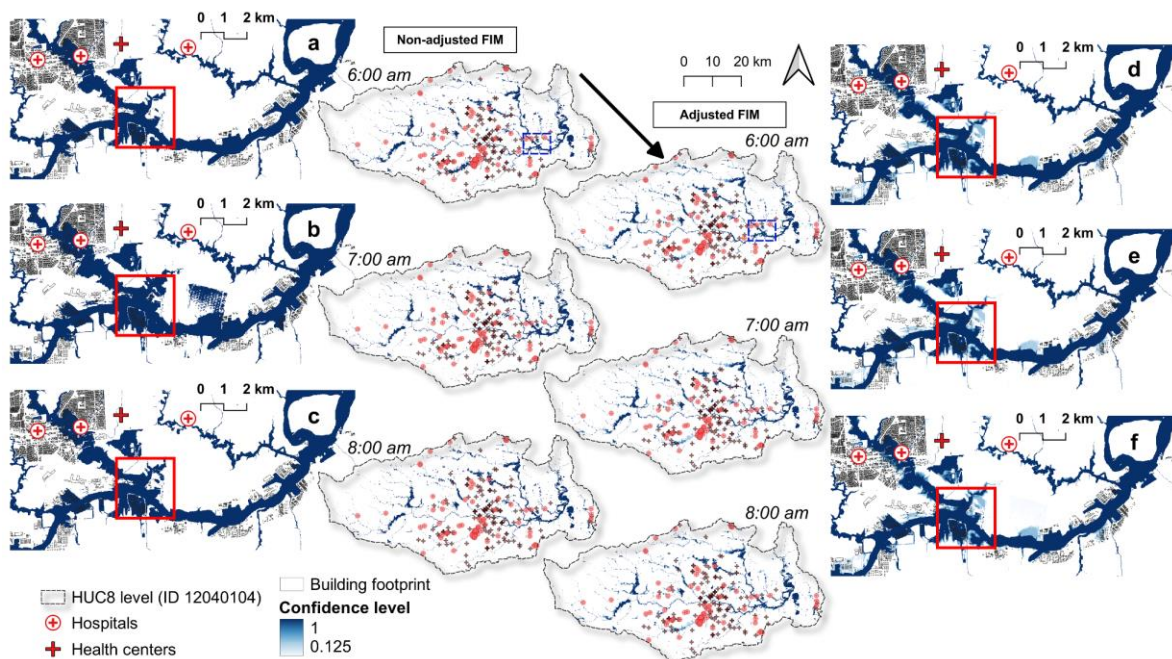 0 1 2 km
a
Non-adjusted FIM
6:00 am
0 10 20 km
Adjusted FIM
6:00 am
0 1 2 km
d
0 1 2 km
b
7:00 am
0 1 2 km
e
7:00 am
0 1 2 km
c
8:00 am
0 1 2 km
f
8:00 am
HUC8 level (ID 12040104)
Hospitals
Health centers
Building footprint
Confidence level
1
0.125